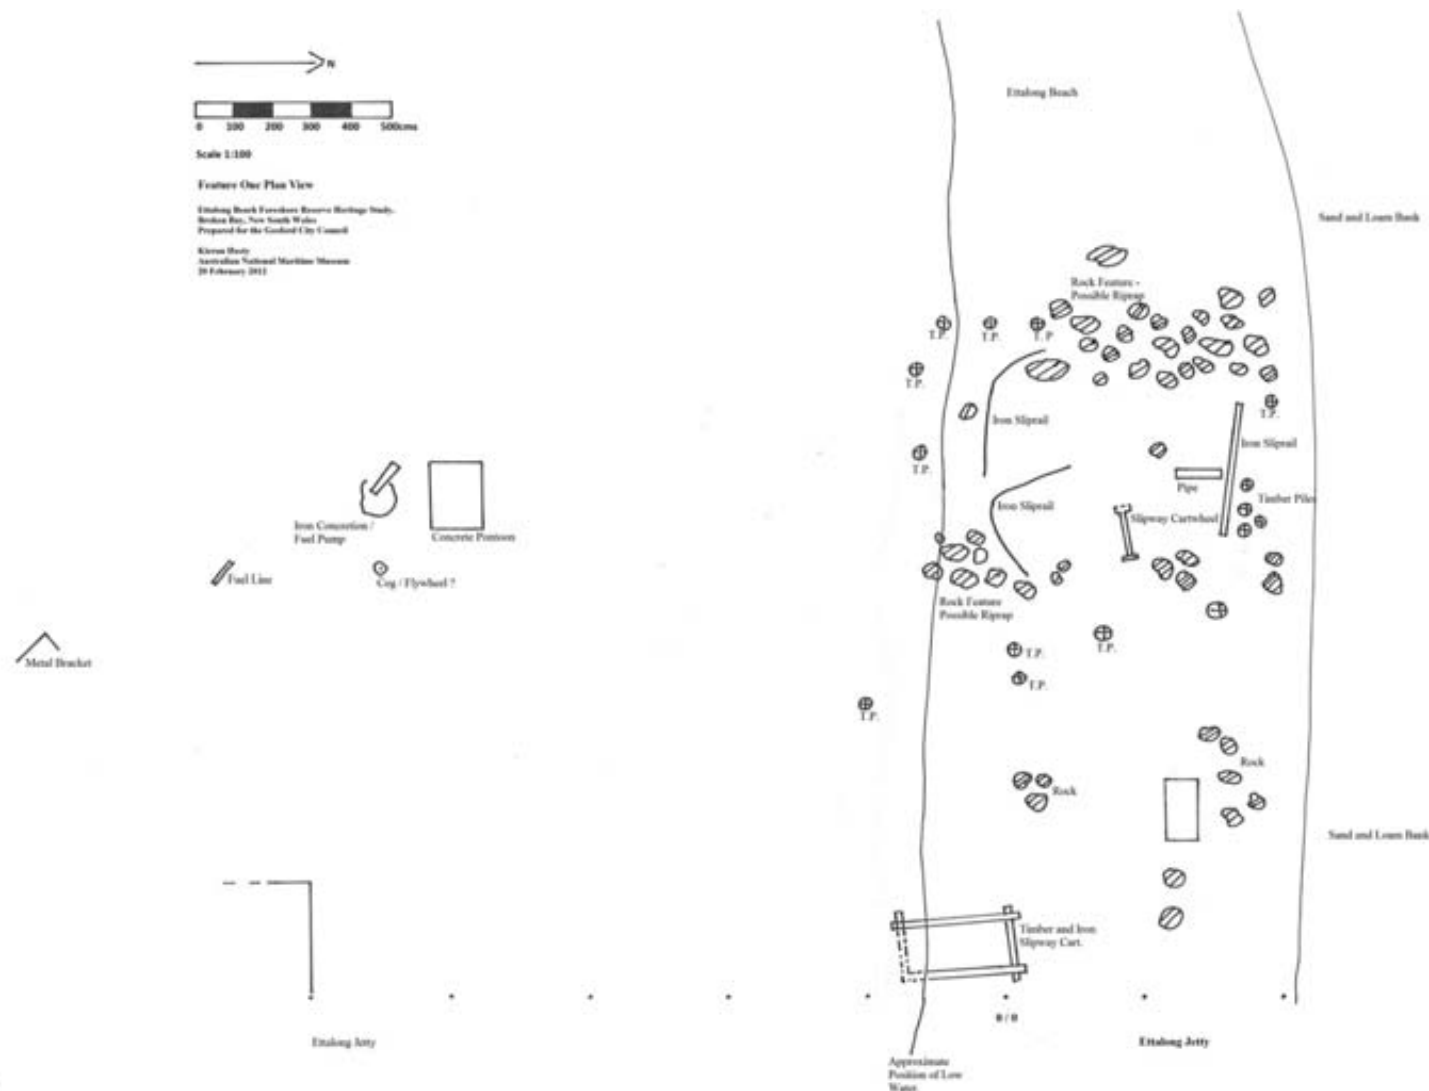 N
0 100 200 300 400 500cms
Scale 1:100
Feature One Plan View
Ettalong Beach Foreshore Reserve Heritage Study,
Broken Bay, New South Wales
Prepared for the Gosford City Council
Kieran Hosty
Australian National Maritime Museum
20 February 2012
Ettalong Beach
Sand and Loam Bank
Rock Feature -
Possible Riprap
T.P.
T.P.
T. P
T.P.
T.P.
Iron Sliprail
Iron Sliprail
T.P.
Pipe
Timber Piles
Iron Sliprail
Slipway Cartwheel
Iron Concretion /
Fuel Pump
Concrete Pontoon
Fuel Line
Cog / Flywheel ?
Rock Feature
Possible Riprap
Metal Bracket
T.P.
T.P.
T.P.
T.P.
Rock
Rock
Sand and Loam Bank
Timber and Iron
Slipway Cart.
Ettalong Jetty
Ettalong Jetty
Approximate
Position of Low
Water.